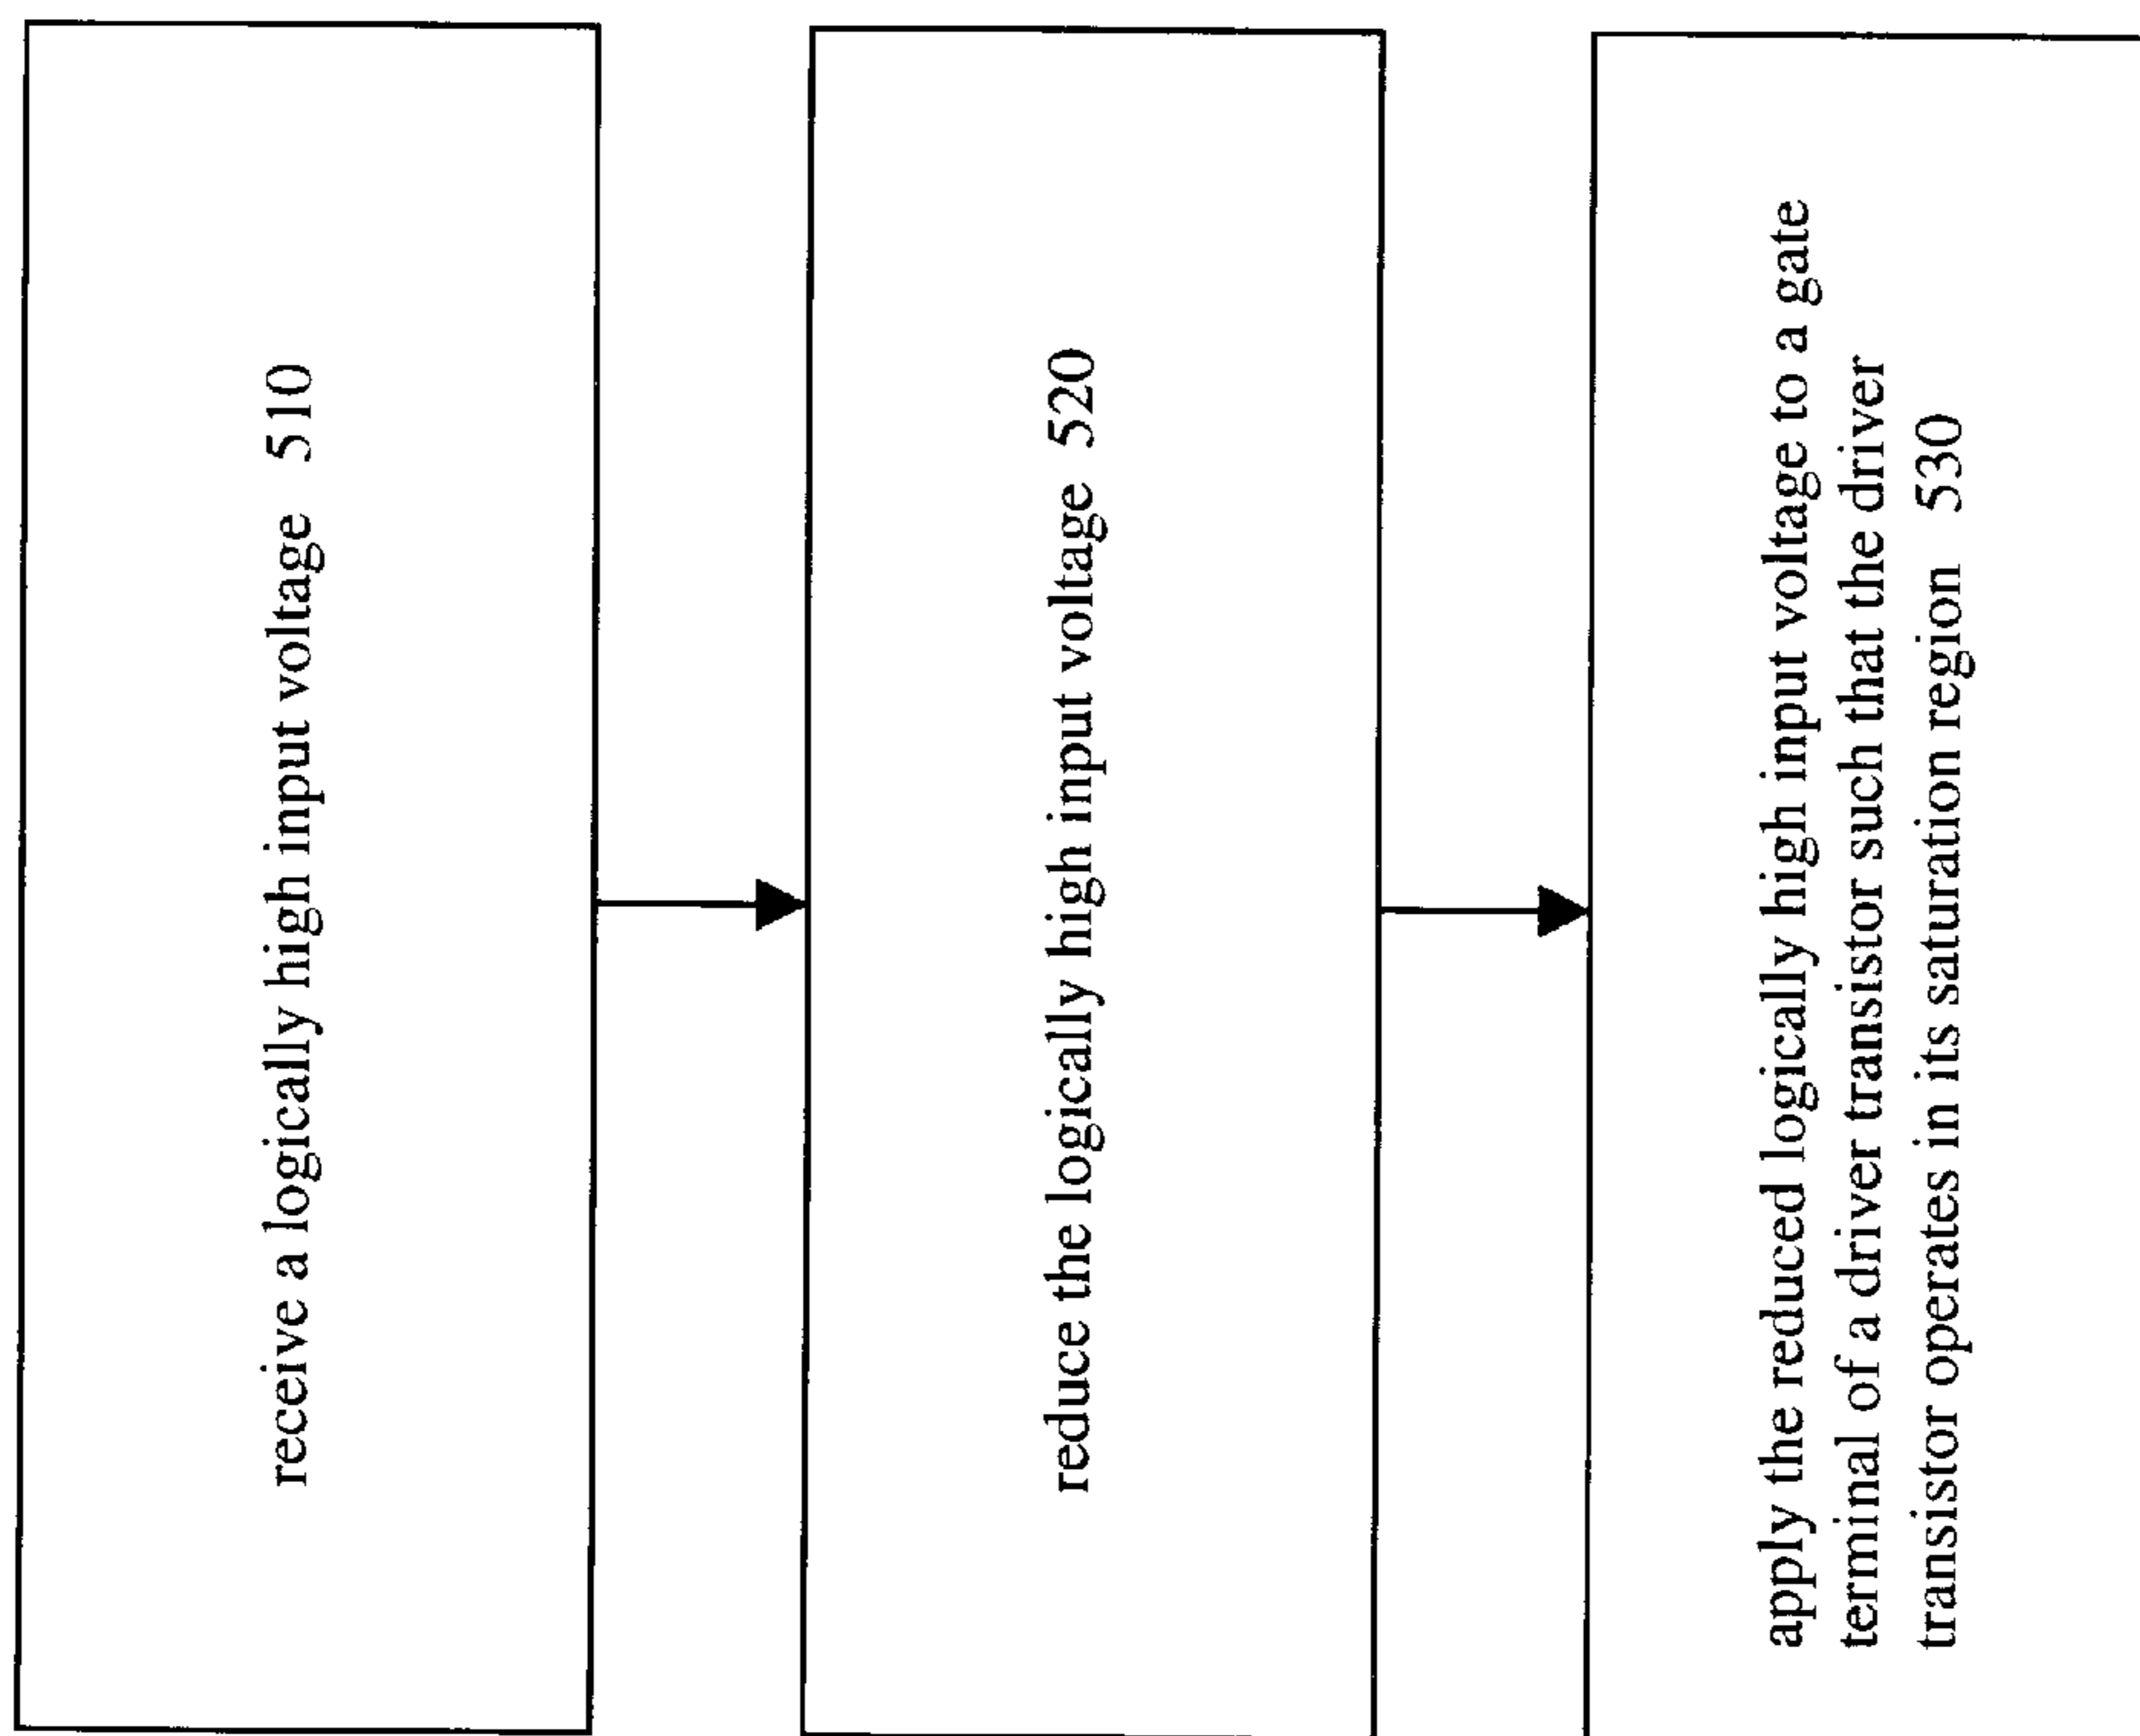 receive a logically high input voltage 510
reduce the logically high input voltage 520
apply the reduced logically high input voltage to a gate
terminal of a driver transistor such that the driver
transistor operates in its saturation region 530